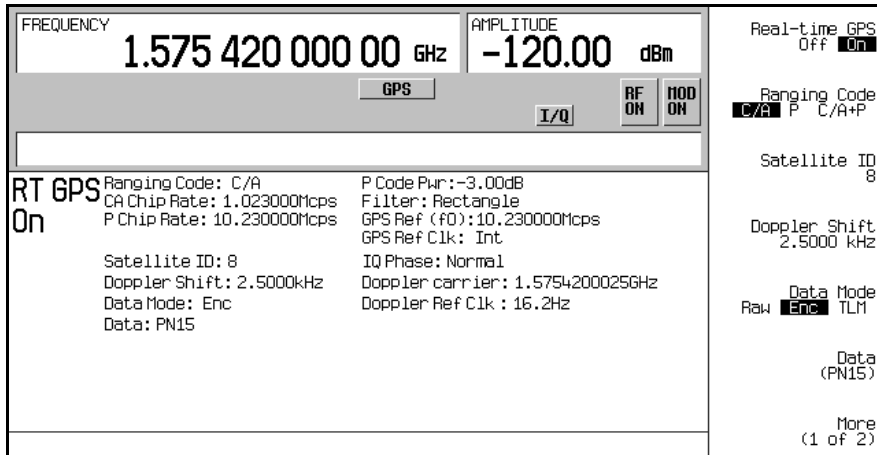 FREQUENCY
1.575 420 000 00 GHz
AMPLITUDE
-120.00 dBm
GPS
I/Q
RF ON
MOD ON
RT GPS On
Ranging Code: C/A
CA Chip Rate: 1.023000Mcps
P Chip Rate: 10.230000Mcps
Satellite ID: 8
Doppler Shift: 2.5000kHz
Data Mode: Enc
Data: PN15
P Code Pwr:-3.00dB
Filter: Rectangle
GPS Ref (f0):10.230000Mcps
GPS Ref Clk: Int
IQ Phase: Normal
Doppler carrier: 1.5754200025GHz
Doppler Ref Clk : 16.2Hz
Real-time GPS
Off On
Ranging Code
C/A P C/A+P
Satellite ID
8
Doppler Shift
2.5000 kHz
Data Mode
Raw Enc TLM
Data
(PN15)
More
(1 of 2)